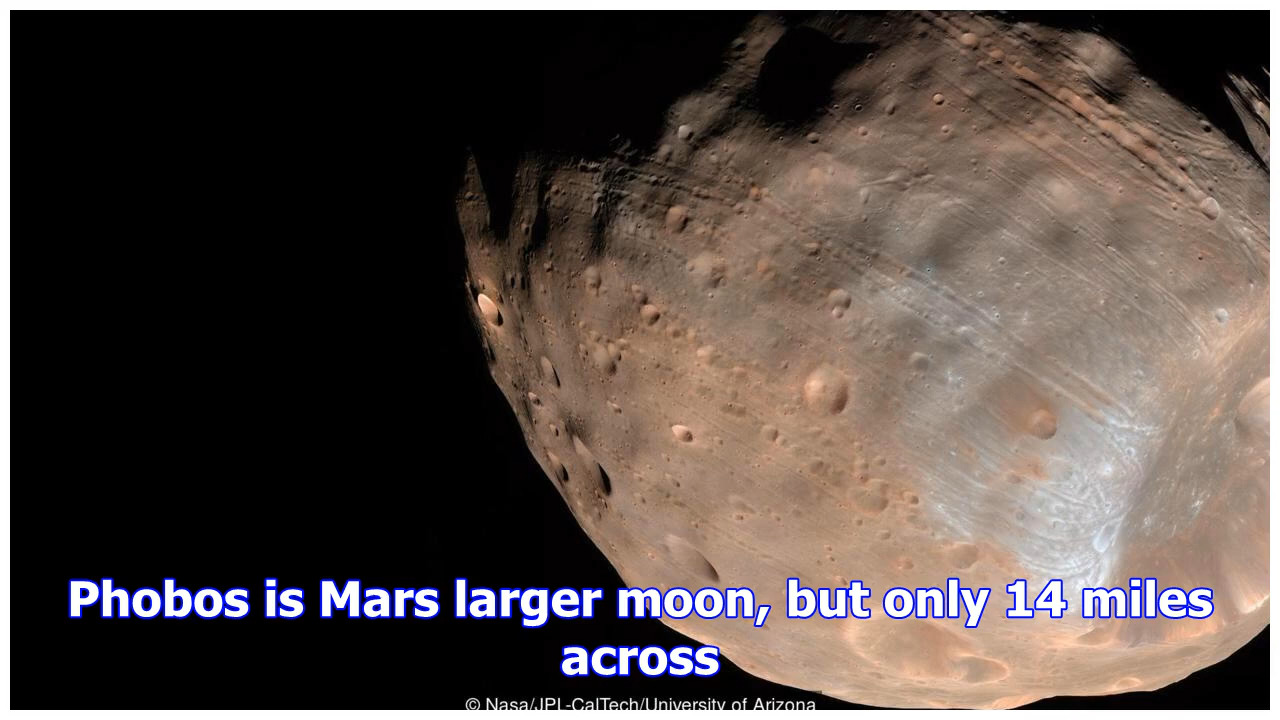 Phobos is Mars larger moon, but only 14 miles
across
© Nasa/JPL-CalTech/University of Arizona